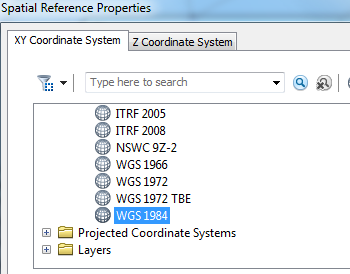 Spatial Reference Properties
XY Coordinate System
Z Coordinate System
Type here to search
ITRF 2005
ITRF 2008
NSWC 9Z-2
WGS 1966
WGS 1972
WGS 1972 TBE
WGS 1984
Projected Coordinate Systems
Layers